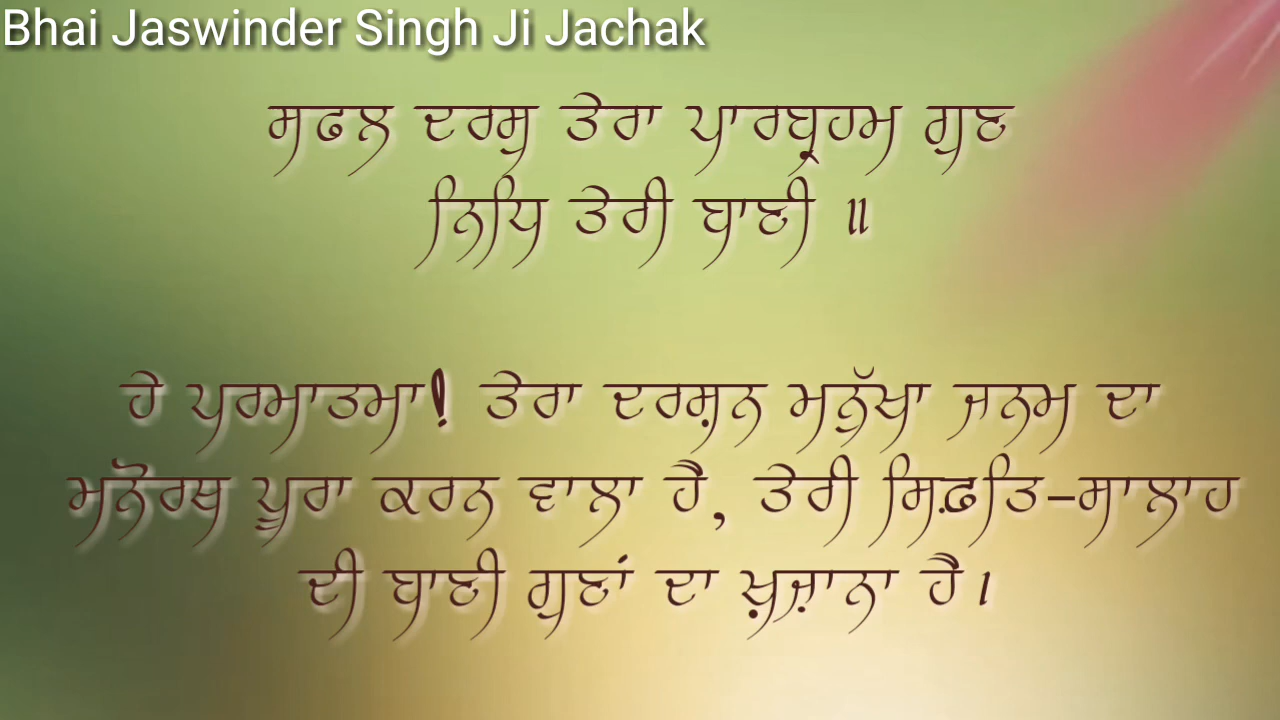 Bhai Jaswinder Singh Ji Jachak
ਸਫਲ ਦਰਸੁ ਤੇਰਾ ਪਾਰਬ੍ਰਹਮ ਗੁਣ
ਨਿਧਿ ਤੇਰੀ ਬਾਣੀ ॥
ਹੇ ਪਰਮਾਤਮਾ! ਤੇਰਾ ਦਰਸ਼ਨ ਮਨੁੱਖਾ ਜਨਮ ਦਾ
ਮਨੋਰਥ ਪੂਰਾ ਕਰਨ ਵਾਲਾ ਹੈ, ਤੇਰੀ ਸਿਫ਼ਤਿ-ਸਾਲਾਹ
ਦੀ ਬਾਣੀ ਗੁਣਾਂ ਦਾ ਖ਼ਜ਼ਾਨਾ ਹੈ।